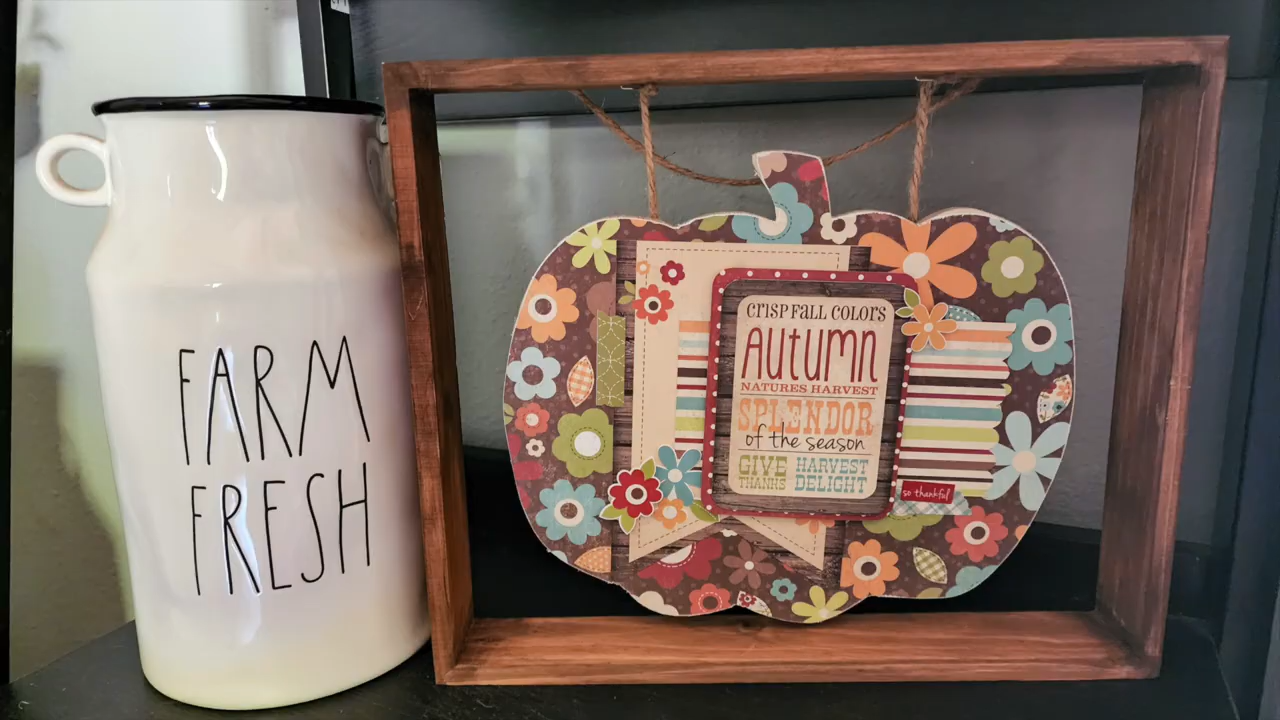 FARM
FRESH
CRISP FALL COLORS
AUTUMN
NATURES HARVEST
SPLENDOR
of the season
GIVE
THANKS
HARVEST
DELIGHT
so thankful